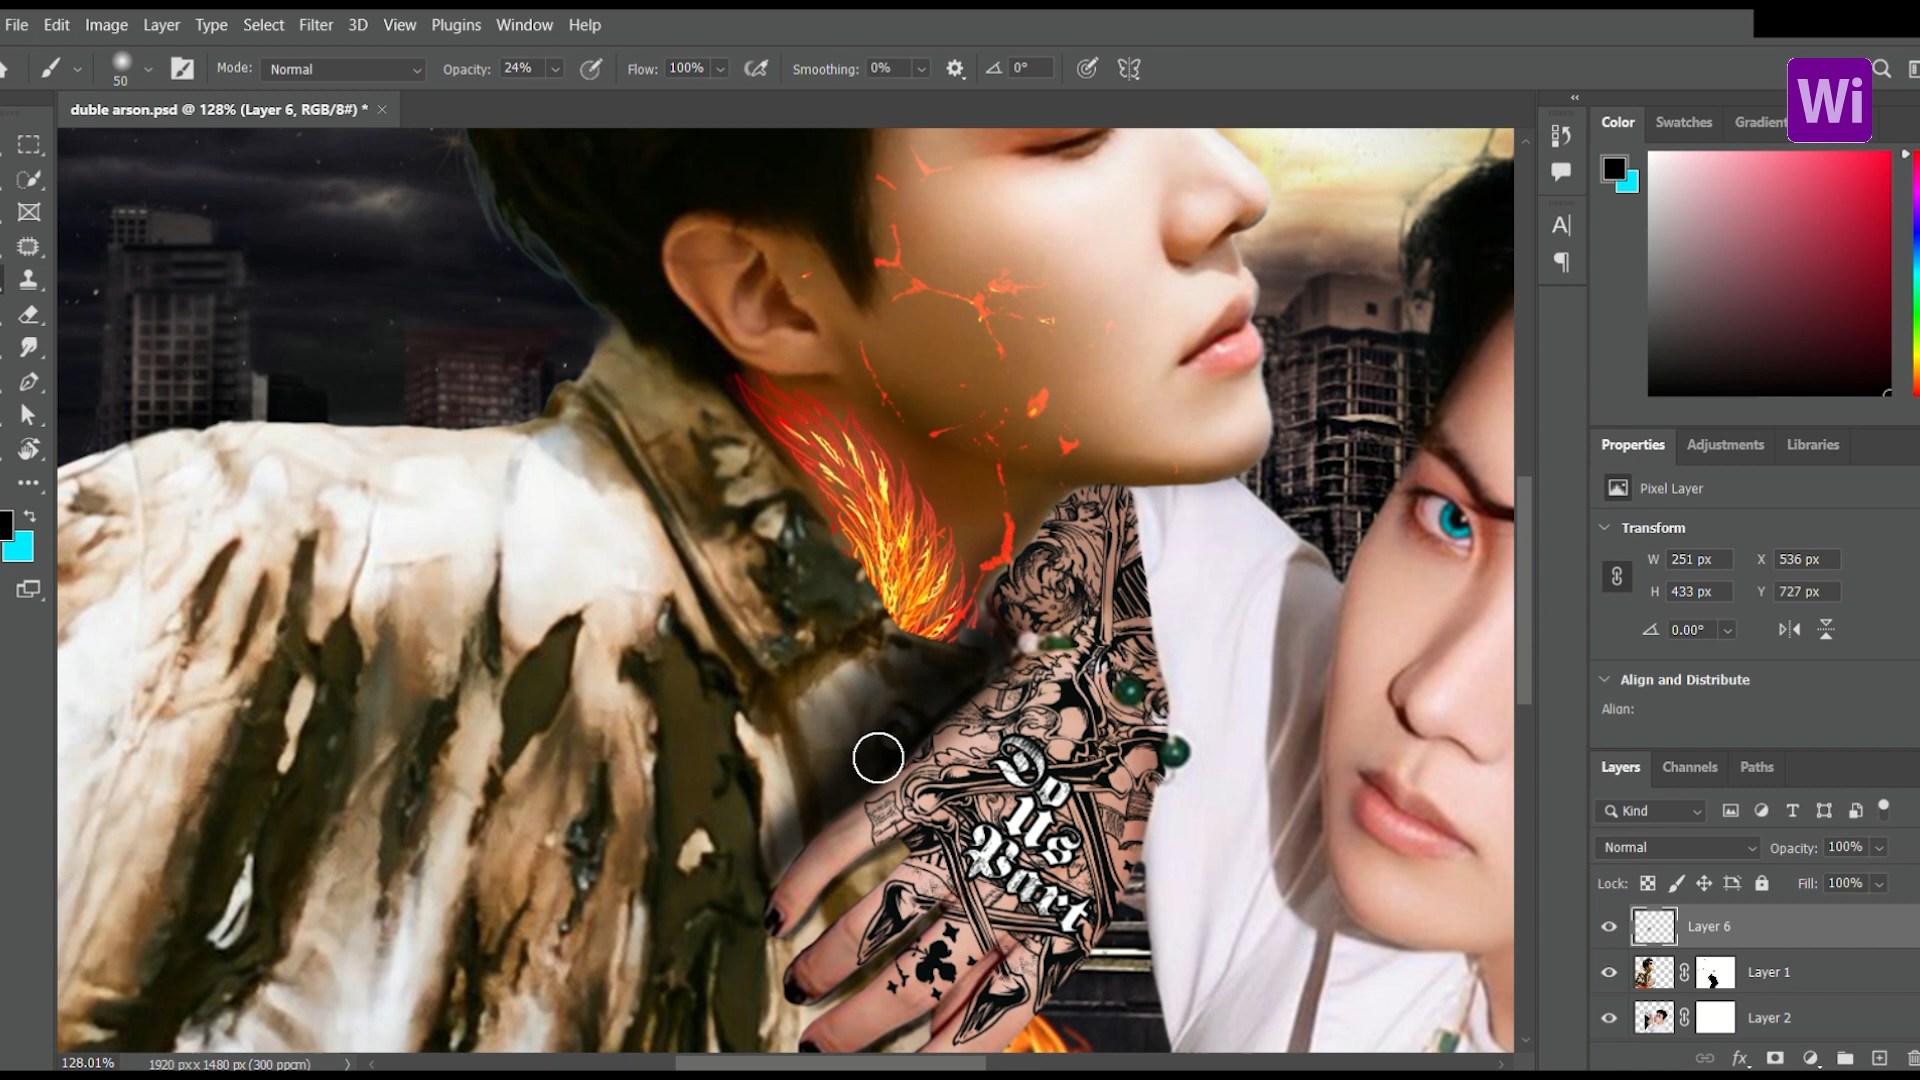 File Edit Image Layer Type Select Filter 3D View Plugins Window Help
50 Mode: Normal Opacity: 24% Flow: 100% Smoothing: 0% 0°
Wi
duble arson.psd @ 128% (Layer 6, RGB/8#) * ×
Color Swatches Gradient
Properties Adjustments Libraries
Pixel Layer
Transform
W 251 px X 536 px
H 433 px Y 727 px
0.00°
Align and Distribute
Align:
Do
Us
Part
Layers Channels Paths
Kind
Normal Opacity: 100%
Lock: Fill: 100%
Layer 6
Layer 1
Layer 2
128.01% 1920 px x 1480 px (300 ppcm)